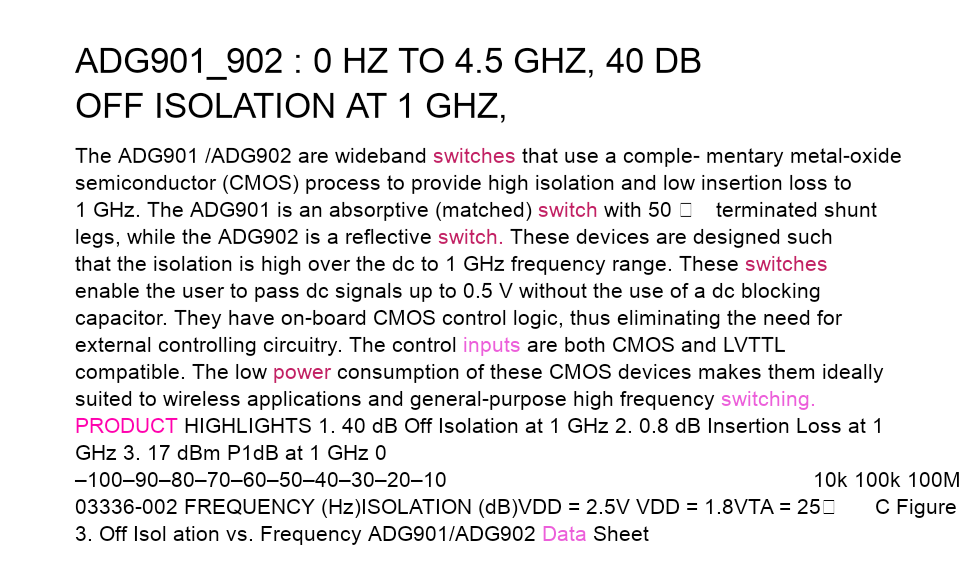 ADG901_902 : 0 HZ TO 4.5 GHZ, 40 DB
OFF ISOLATION AT 1 GHZ,
The ADG901 /ADG902 are wideband switches that use a comple- mentary metal-oxide
semiconductor (CMOS) process to provide high isolation and low insertion loss to
1 GHz. The ADG901 is an absorptive (matched) switch with 50 □ terminated shunt
legs, while the ADG902 is a reflective switch. These devices are designed such
that the isolation is high over the dc to 1 GHz frequency range. These switches
enable the user to pass dc signals up to 0.5 V without the use of a dc blocking
capacitor. They have on-board CMOS control logic, thus eliminating the need for
external controlling circuitry. The control inputs are both CMOS and LVTTL
compatible. The low power consumption of these CMOS devices makes them ideally
suited to wireless applications and general-purpose high frequency switching.
PRODUCT HIGHLIGHTS 1. 40 dB Off Isolation at 1 GHz 2. 0.8 dB Insertion Loss at 1
GHz 3. 17 dBm P1dB at 1 GHz 0
–100–90–80–70–60–50–40–30–20–10 10k 100k 100M
03336-002 FREQUENCY (Hz)ISOLATION (dB)VDD = 2.5V VDD = 1.8VTA = 25□ C Figure
3. Off Isol ation vs. Frequency ADG901/ADG902 Data Sheet